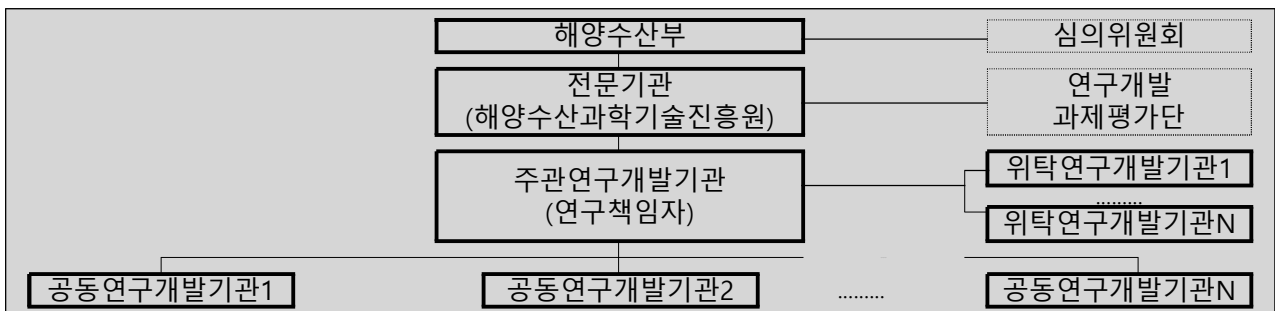 해양수산부
심의위원회
전문기관
(해양수산과학기술진흥원)
연구개발
과제평가단
주관연구개발기관
(연구책임자)
위탁연구개발기관1
.........
위탁연구개발기관N
공동연구개발기관1
공동연구개발기관2
.........
공동연구개발기관N